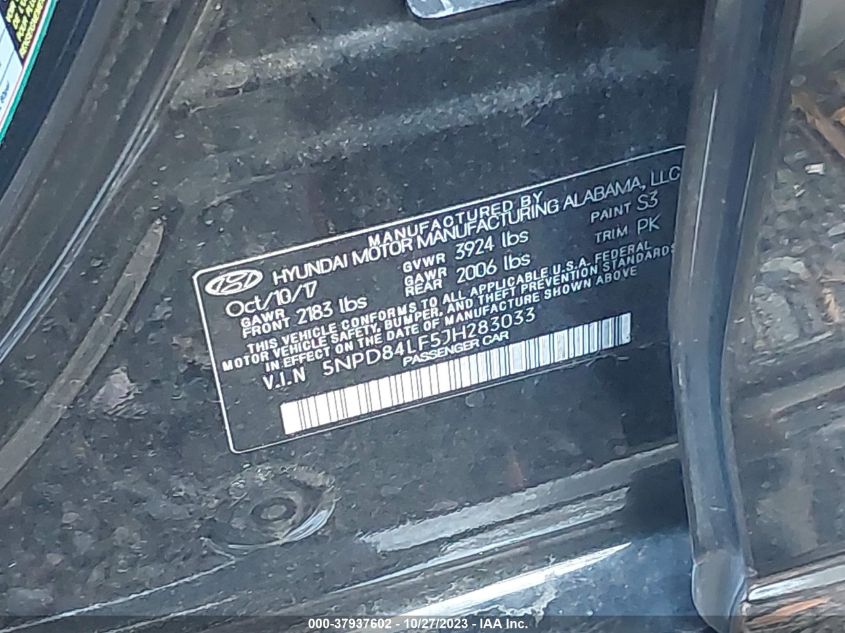 MANUFACTURED BY
HYUNDAI MOTOR MANUFACTURING ALABAMA, LLC
Oct/10/17 GVWR 3924 lbs PAINT S3
GAWR FRONT 2183 lbs GAWR REAR 2006 lbs TRIM PK
THIS VEHICLE CONFORMS TO ALL APPLICABLE U.S.A. FEDERAL
MOTOR VEHICLE SAFETY, BUMPER, AND THEFT PREVENTION STANDARDS
IN EFFECT ON THE DATE OF MANUFACTURE SHOWN ABOVE
V.I.N 5NPD84LF5JH283033
PASSENGER CAR
000-37937602 - 10/27/2023 - IAA Inc.